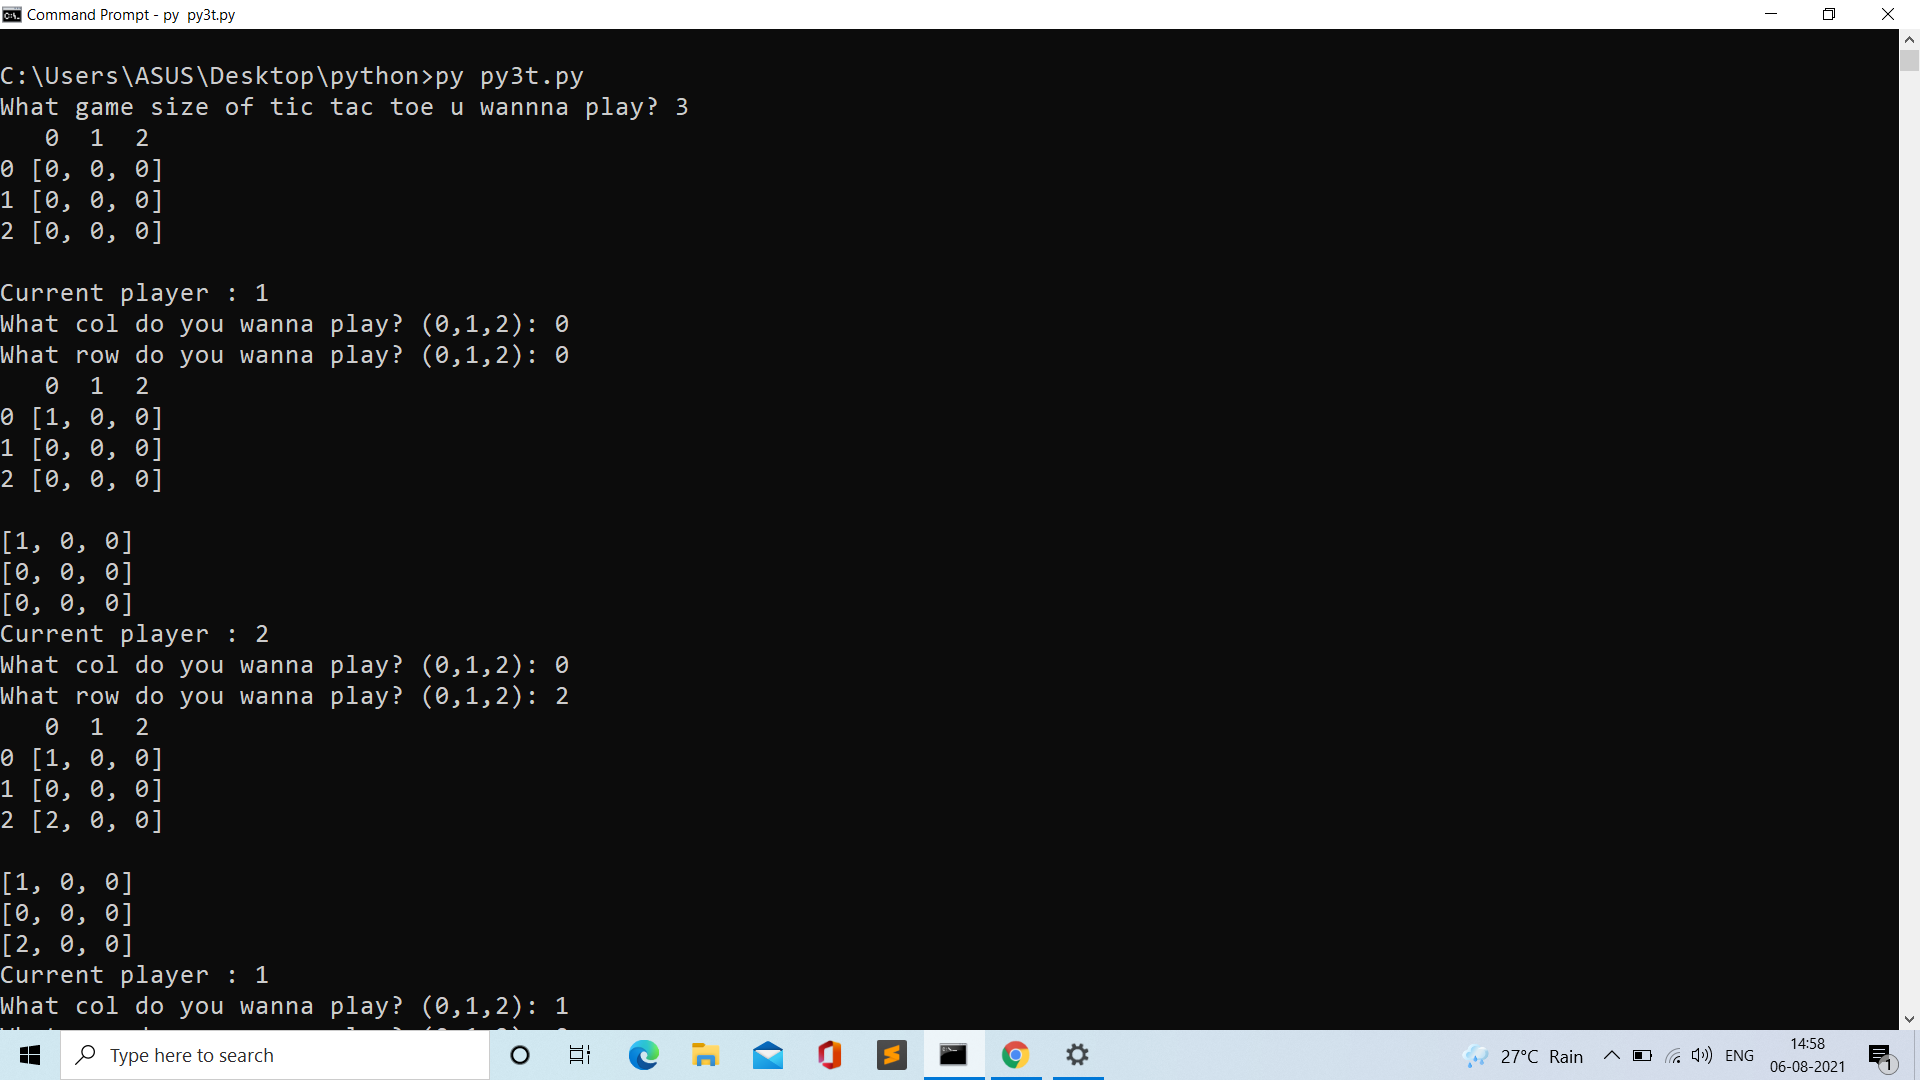 Command Prompt - py  py3t.py
C:\Users\ASUS\Desktop\python>py py3t.py
What game size of tic tac toe u wannna play? 3
   0  1  2
0 [0, 0, 0]
1 [0, 0, 0]
2 [0, 0, 0]
Current player : 1
What col do you wanna play? (0,1,2): 0
What row do you wanna play? (0,1,2): 0
   0  1  2
0 [1, 0, 0]
1 [0, 0, 0]
2 [0, 0, 0]
[1, 0, 0]
[0, 0, 0]
[0, 0, 0]
Current player : 2
What col do you wanna play? (0,1,2): 0
What row do you wanna play? (0,1,2): 2
   0  1  2
0 [1, 0, 0]
1 [0, 0, 0]
2 [2, 0, 0]
[1, 0, 0]
[0, 0, 0]
[2, 0, 0]
Current player : 1
What col do you wanna play? (0,1,2): 1
Type here to search
27°C Rain
ENG
14:58
06-08-2021
1